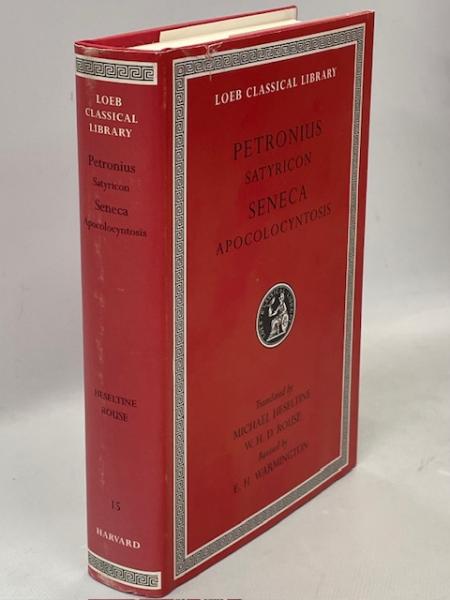 LOEB
CLASSICAL
LIBRARY
Petronius
Satyricon
Seneca
Apocolocyntosis
HESELTINE
ROUSE
15
HARVARD
LOEB CLASSICAL LIBRARY
PETRONIUS
SATYRICON
SENECA
APOCOLOCYNTOSIS
Translated by
MICHAEL HESELTINE
W. H. D. ROUSE
Revised by
E. H. WARMINGTON